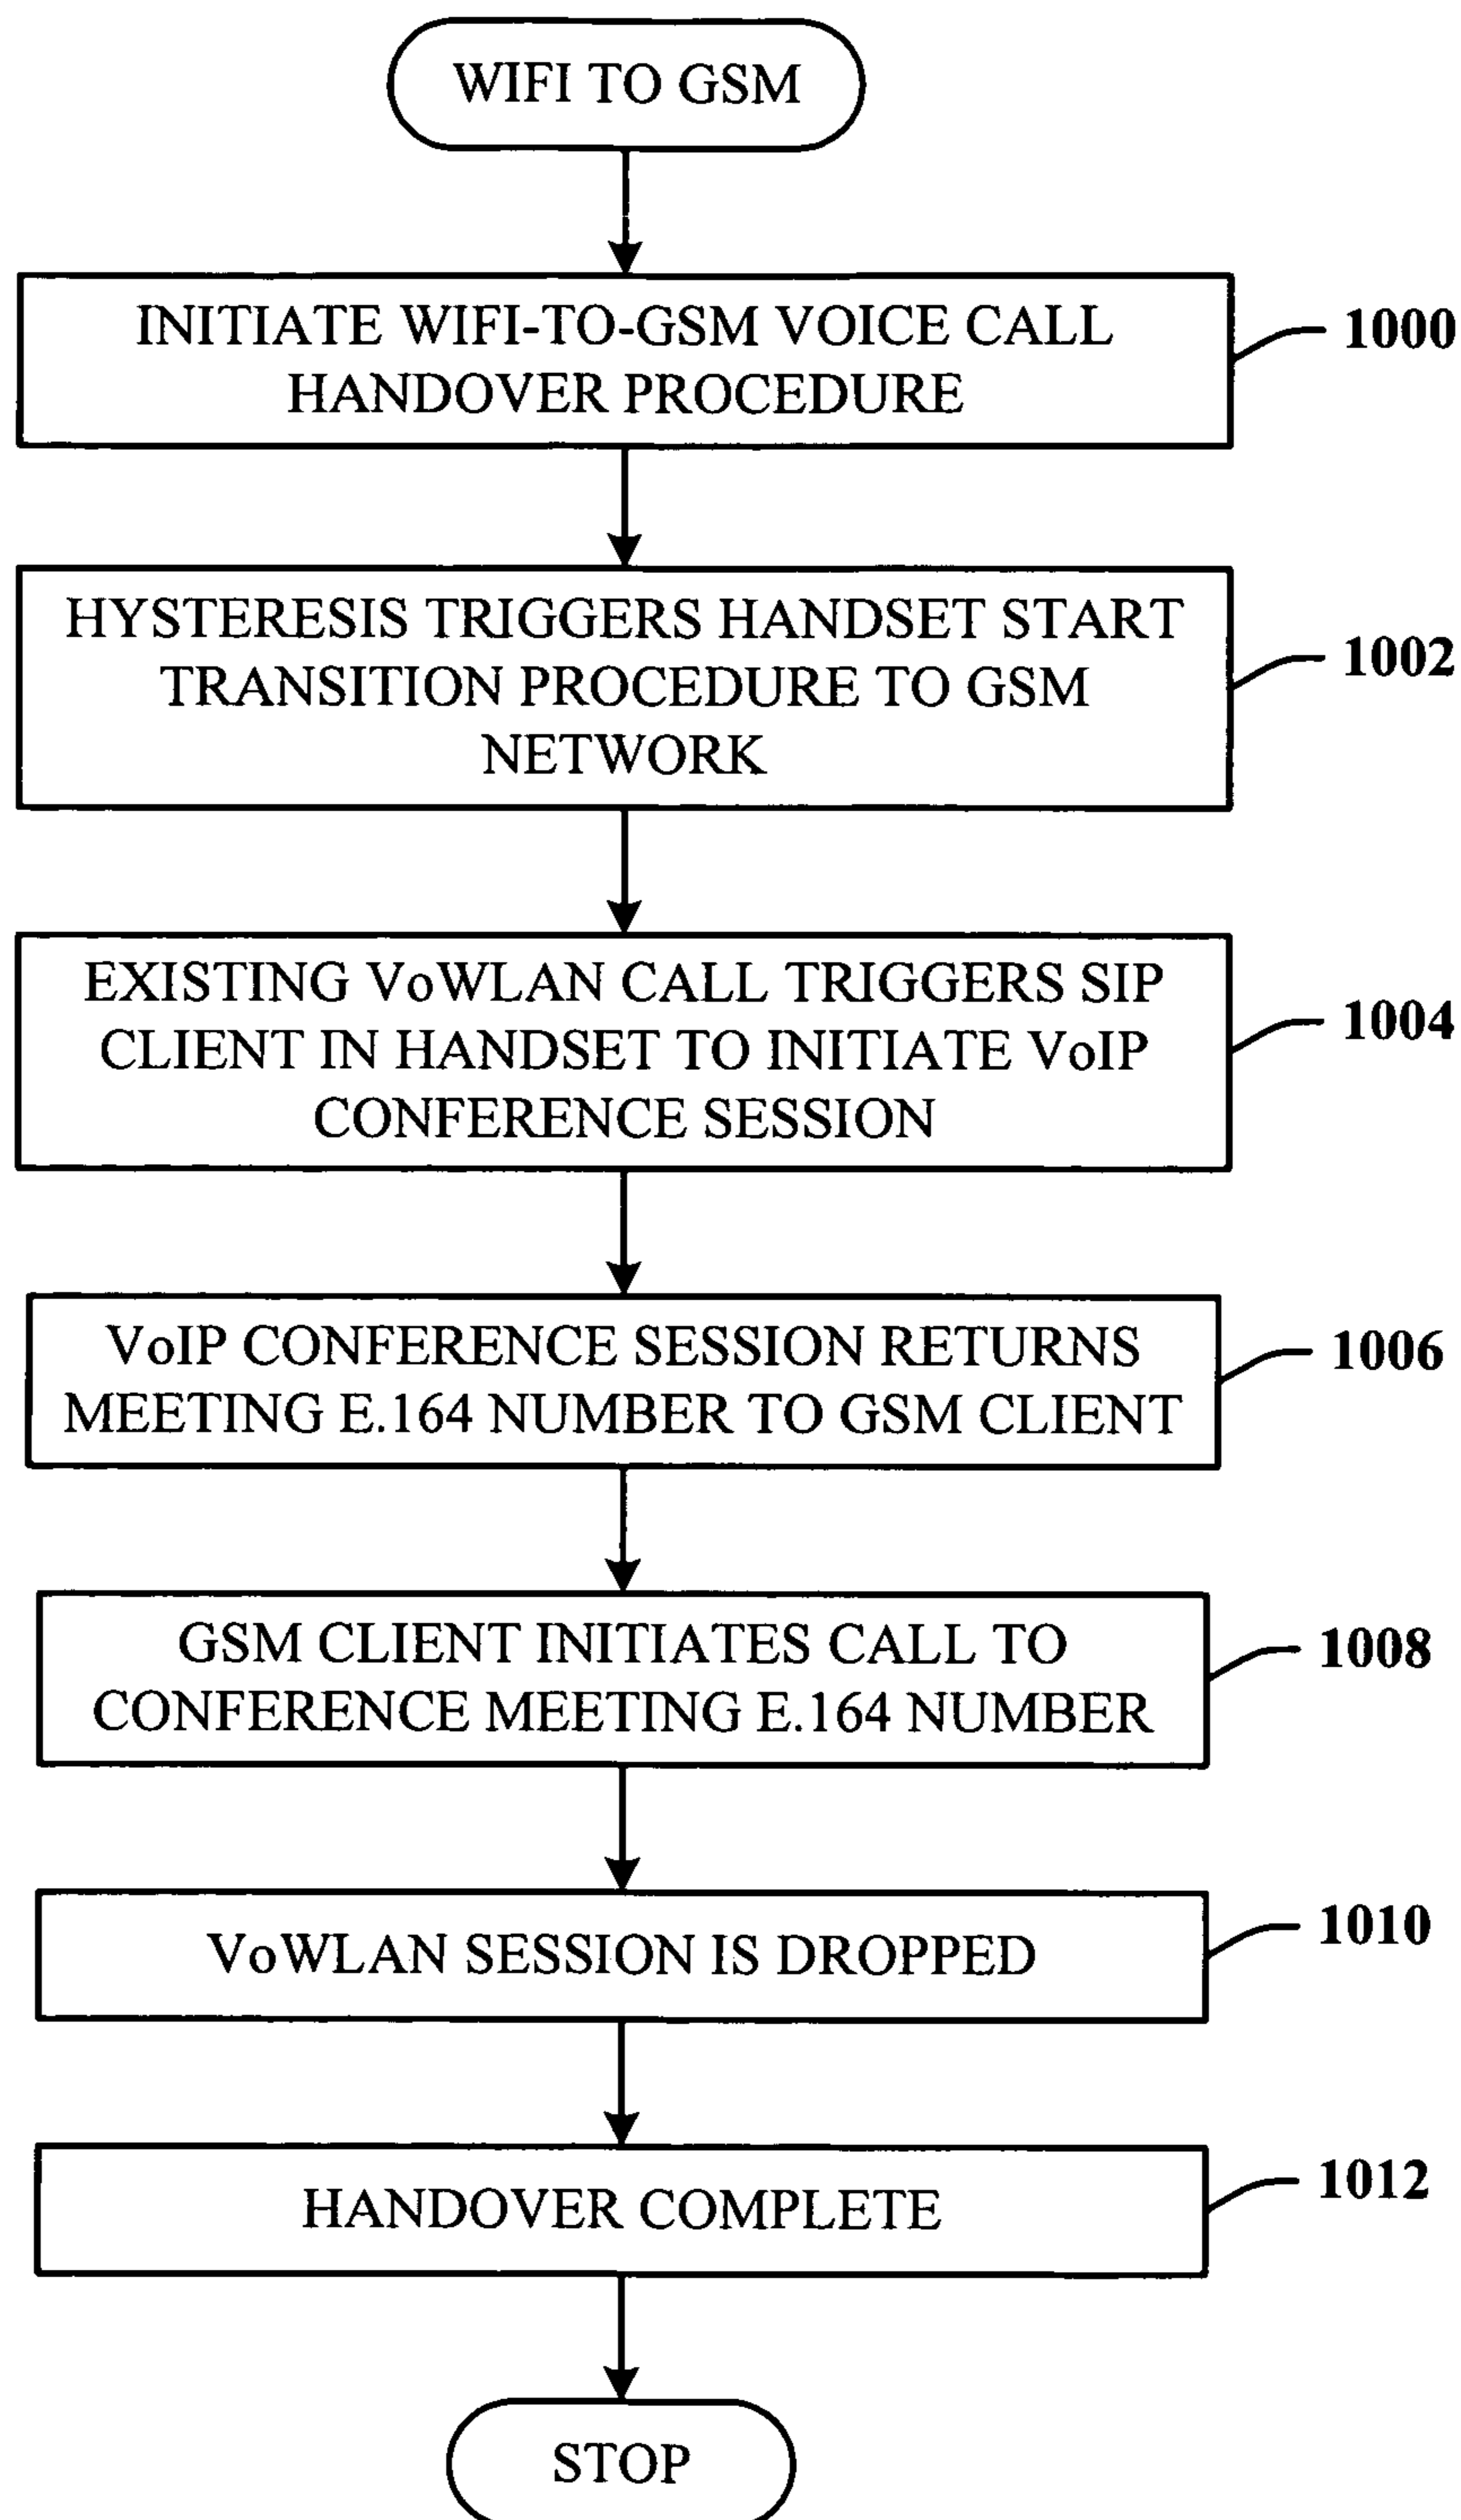 WIFI TO GSM
INITIATE WIFI-TO-GSM VOICE CALL
HANDOVER PROCEDURE
1000
HYSTERESIS TRIGGERS HANDSET START
TRANSITION PROCEDURE TO GSM
NETWORK
1002
EXISTING VoWLAN CALL TRIGGERS SIP
CLIENT IN HANDSET TO INITIATE VoIP
CONFERENCE SESSION
1004
VoIP CONFERENCE SESSION RETURNS
MEETING E.164 NUMBER TO GSM CLIENT
1006
GSM CLIENT INITIATES CALL TO
CONFERENCE MEETING E.164 NUMBER
1008
VoWLAN SESSION IS DROPPED
1010
HANDOVER COMPLETE
1012
STOP